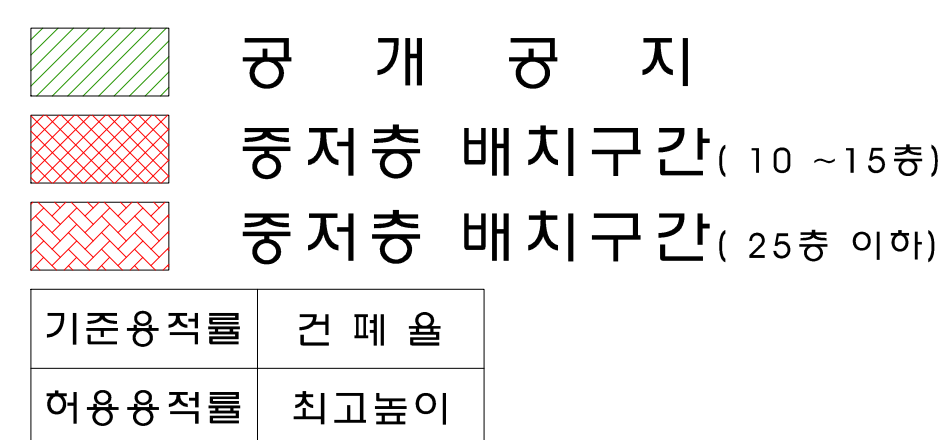 공 개 공 지
중저층 배치구간( 10 ~15층)
중저층 배치구간( 25층 이하)
기준용적률 건 폐 율
허용용적률 최고높이